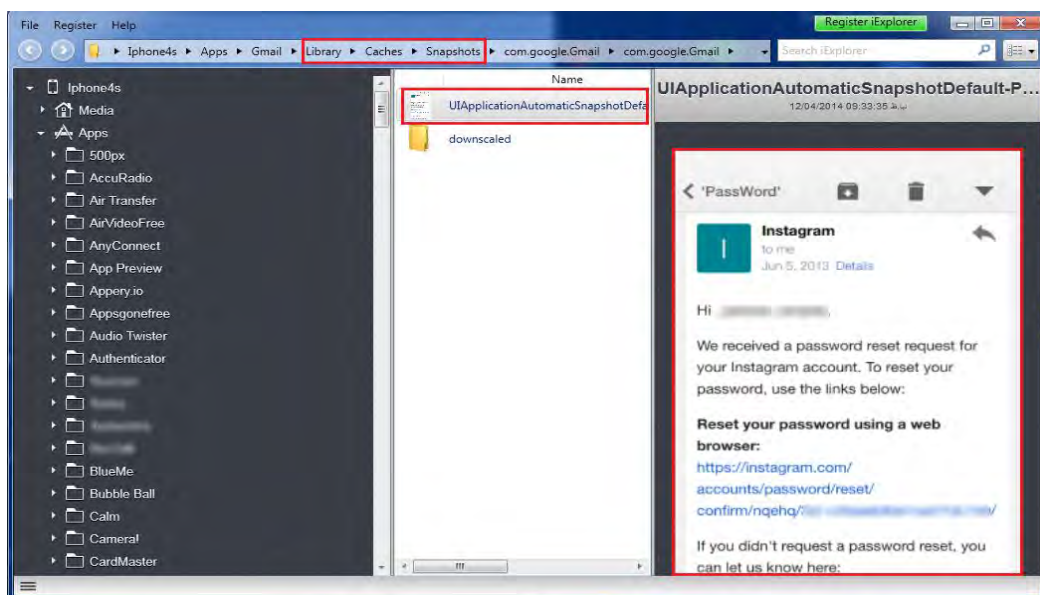 File Register Help
Register iExplorer
Iphone4s Apps Gmail Library Caches Snapshots com.google.Gmail com.google.Gmail
Search iExplorer
Iphone4s
Media
Apps
500px
AccuRadio
Air Transfer
AirVideoFree
AnyConnect
App Preview
Appery.io
Appsgonefree
Audio Twister
Authenticator
BlueMe
Bubble Ball
Calm
Camera!
CardMaster
Name
UIApplicationAutomaticSnapshotDefa
downscaled
UIApplicationAutomaticSnapshotDefault-P...
12/04/2014 09:33:35
'PassWord'
I
Instagram
to me
Jun 5, 2013 Details
Hi
We received a password reset request for
your Instagram account. To reset your
password, use the links below:
Reset your password using a web
browser:
https://instagram.com/
accounts/password/reset/
confirm/nqehq/
If you didn't request a password reset, you
can let us know here: